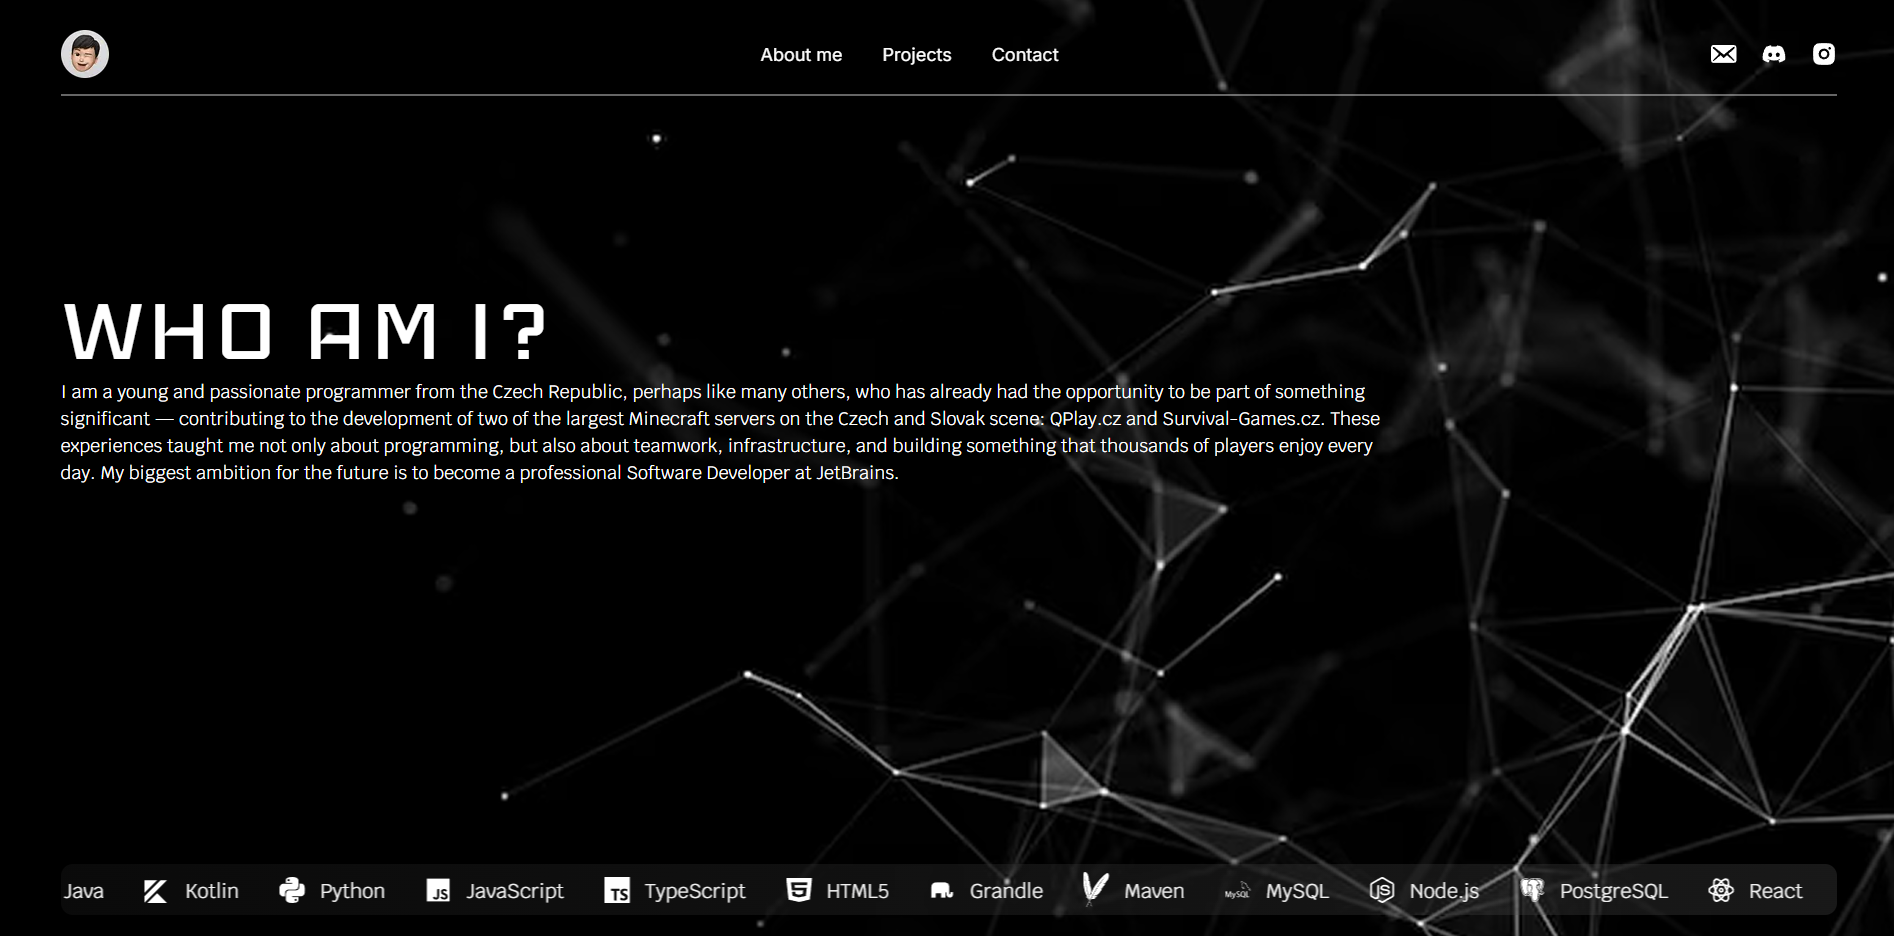 About me Projects Contact
WHO AM I?
I am a young and passionate programmer from the Czech Republic, perhaps like many others, who has already had the opportunity to be part of something
significant — contributing to the development of two of the largest Minecraft servers on the Czech and Slovak scene: QPlay.cz and Survival-Games.cz. These
experiences taught me not only about programming, but also about teamwork, infrastructure, and building something that thousands of players enjoy every
day. My biggest ambition for the future is to become a professional Software Developer at JetBrains.
Java Kotlin Python JS JavaScript TS TypeScript HTML5 Grandle Maven MySQL MySQL JS Node.js PostgreSQL React